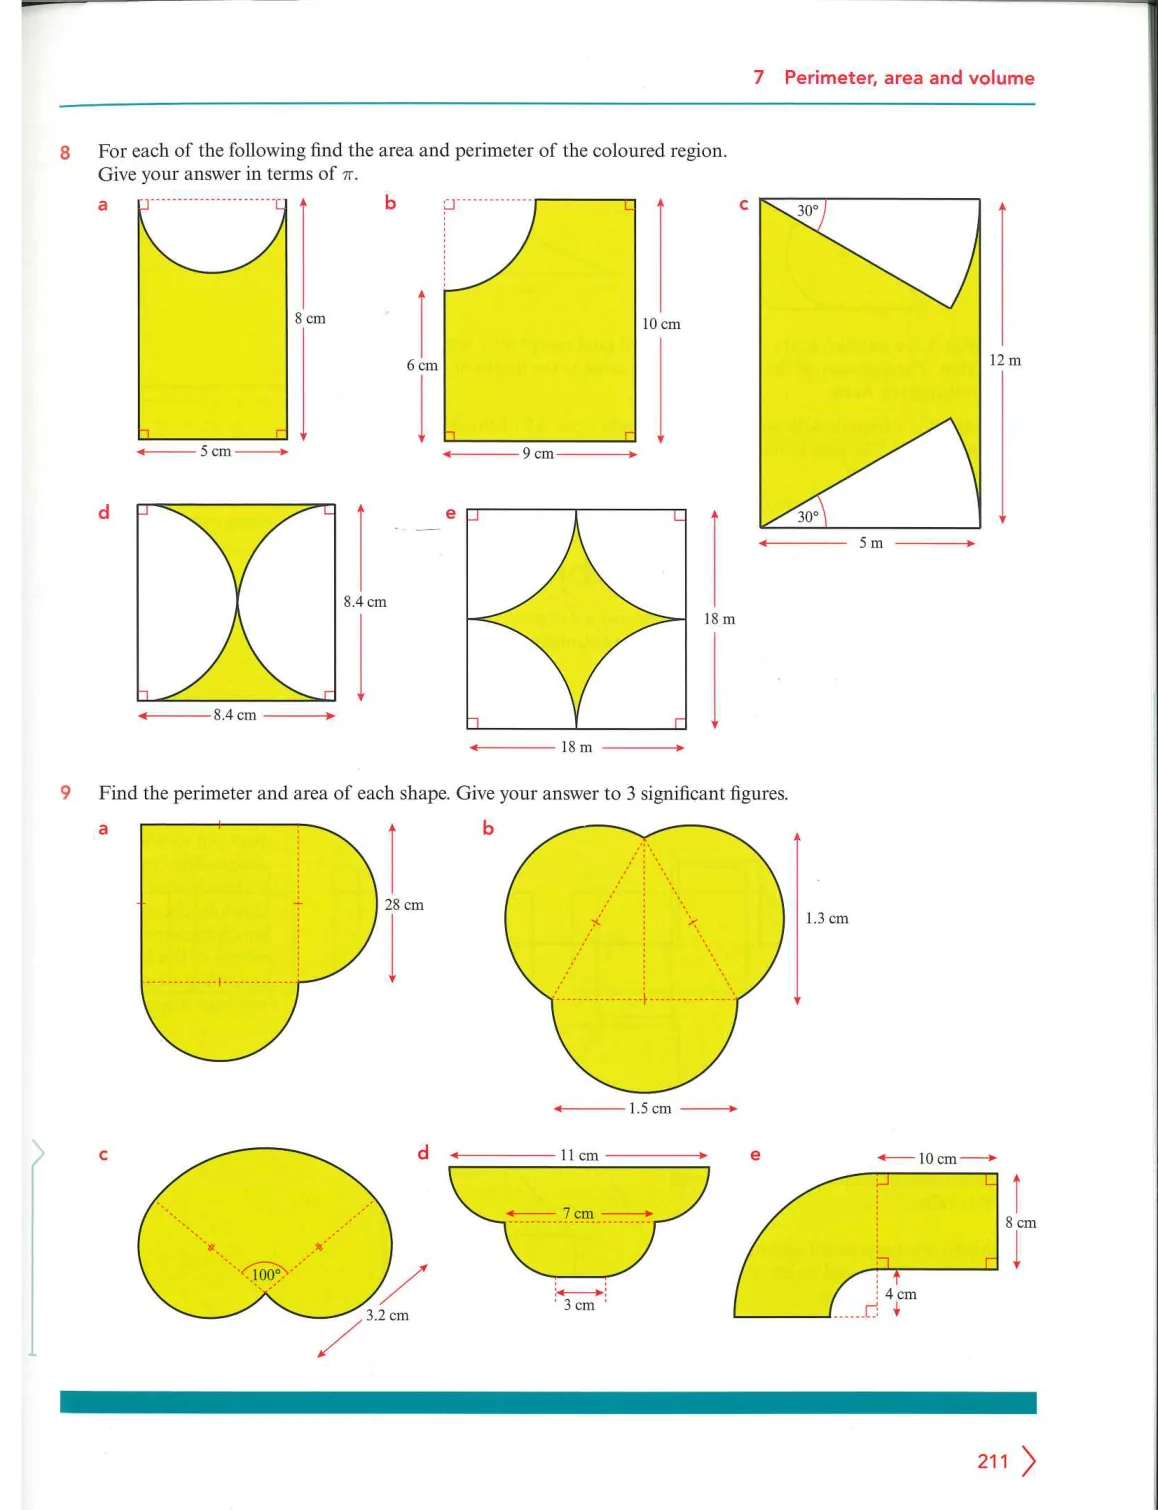 7 Perimeter, area and volume
8 For each of the following find the area and perimeter of the coloured region.
Give your answer in terms of π.
a
8 cm
5 cm
b
10 cm
6 cm
9 cm
c
30°
12 m
30°
5 m
d
8.4 cm
8.4 cm
e
18 m
18 m
9 Find the perimeter and area of each shape. Give your answer to 3 significant figures.
a
28 cm
b
1.3 cm
1.5 cm
c
100°
3.2 cm
d
11 cm
7 cm
3 cm
e
10 cm
8 cm
4 cm
211